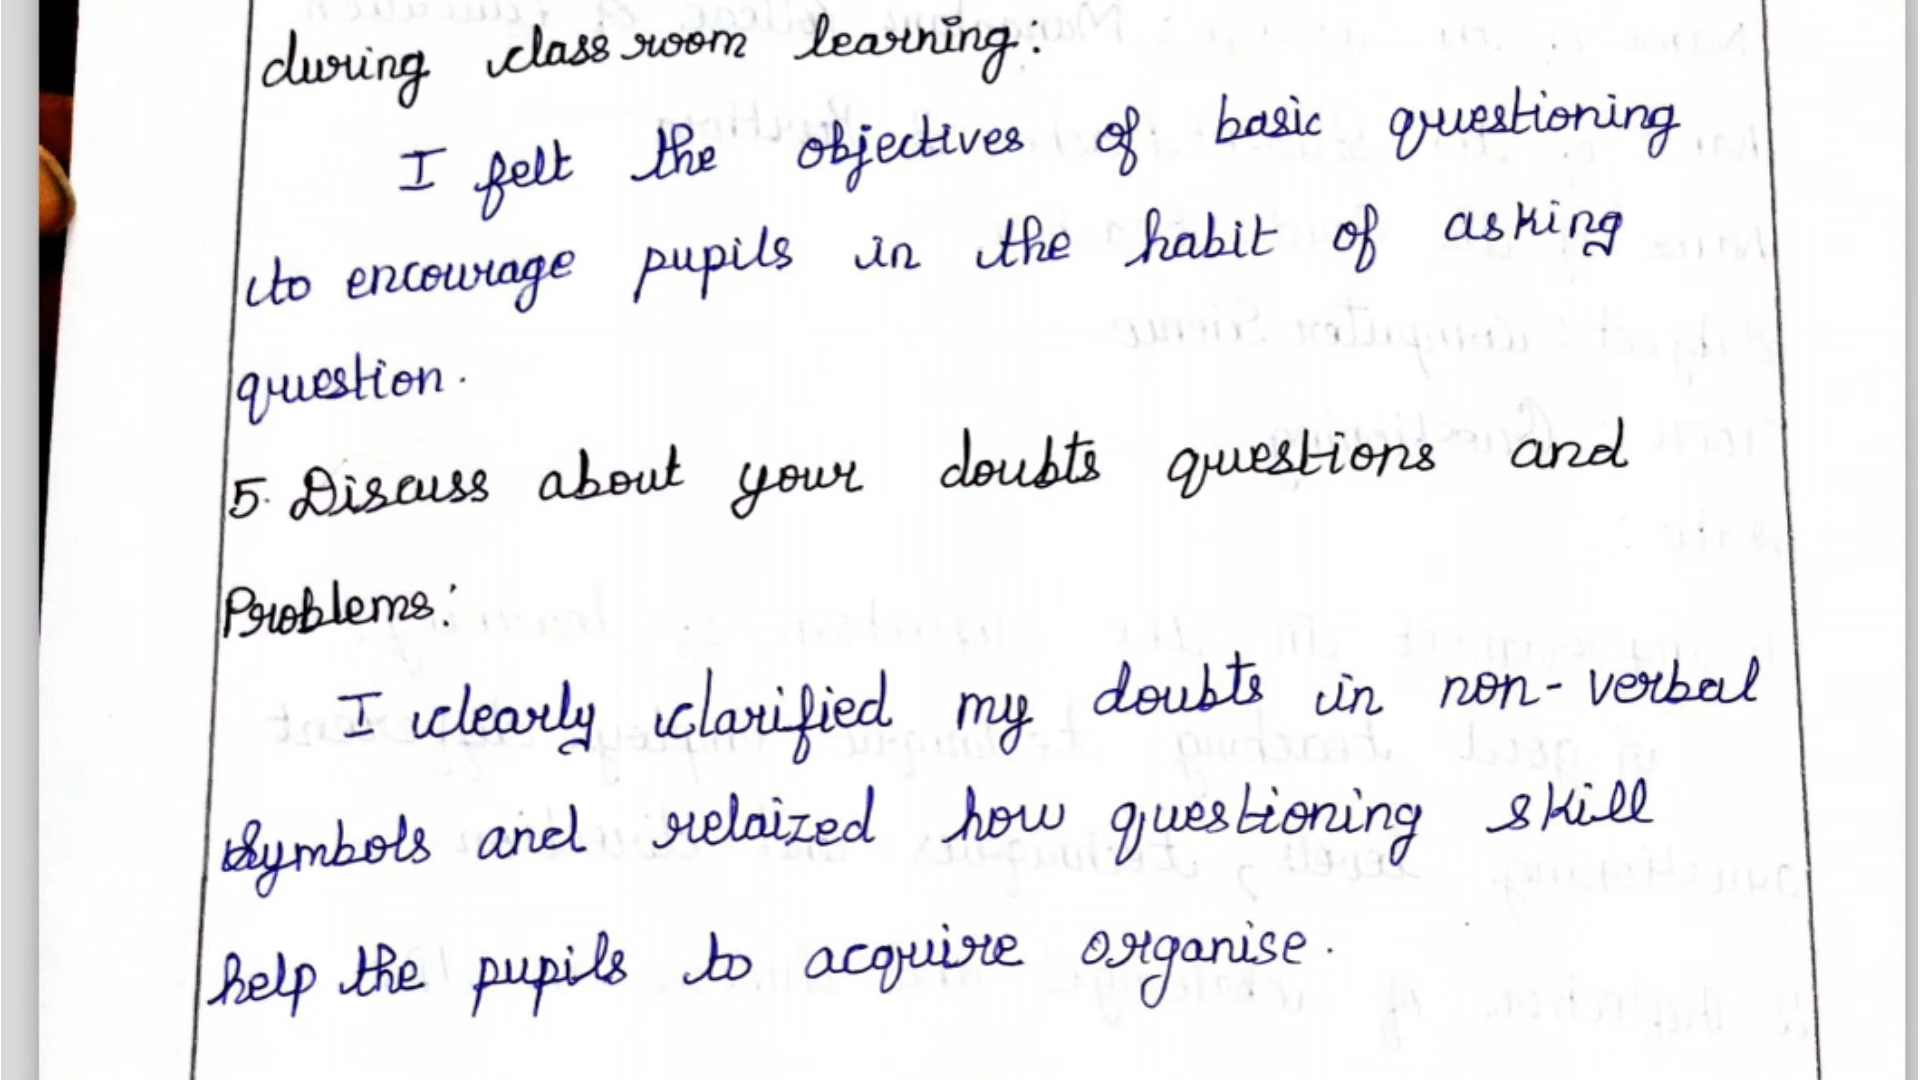 during class room learning:
I felt the objectives of basic questioning
to encourage pupils in the habit of asking
question.
5. Discuss about your doubts questions and
Problems:
I clearly clarified my doubts in non-verbal
symbols and relaized how questioning skill
help the pupils to acquire organise.